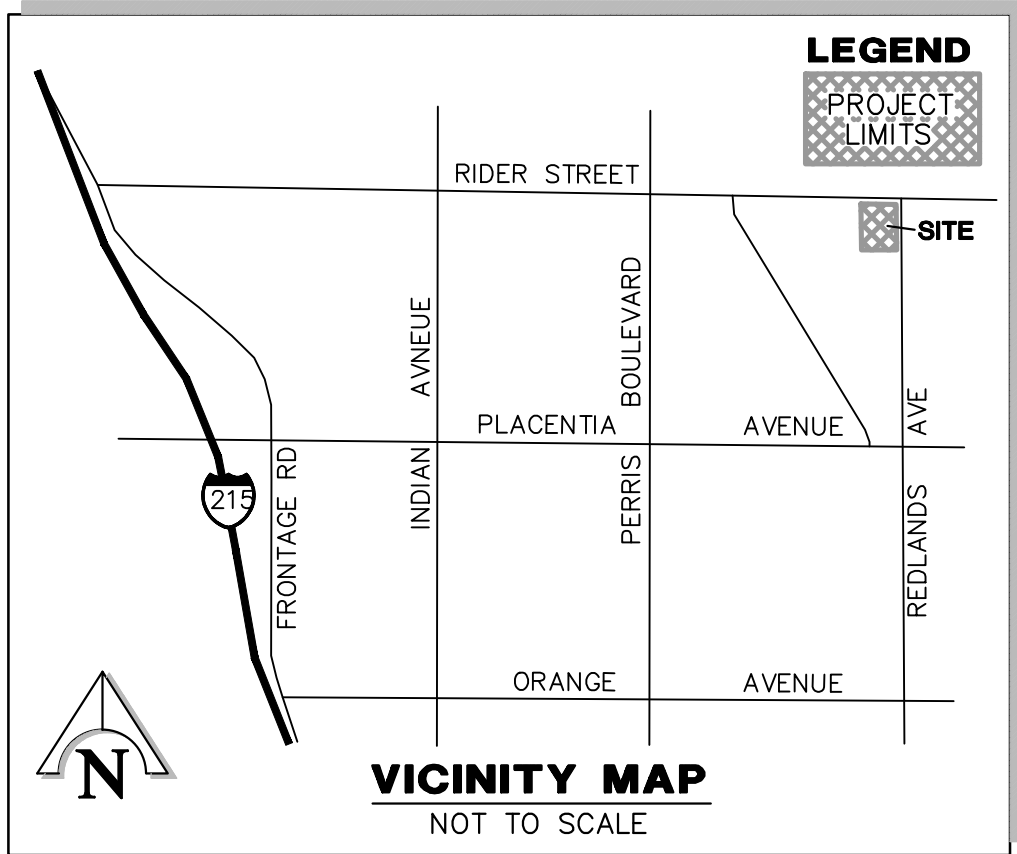 LEGEND
PROJECT
LIMITS
RIDER STREET
SITE
INDIAN AVNEUE
PERRIS BOULEVARD
REDLANDS AVE
PLACENTIA AVENUE
215
FRONTAGE RD
ORANGE AVENUE
N
VICINITY MAP
NOT TO SCALE